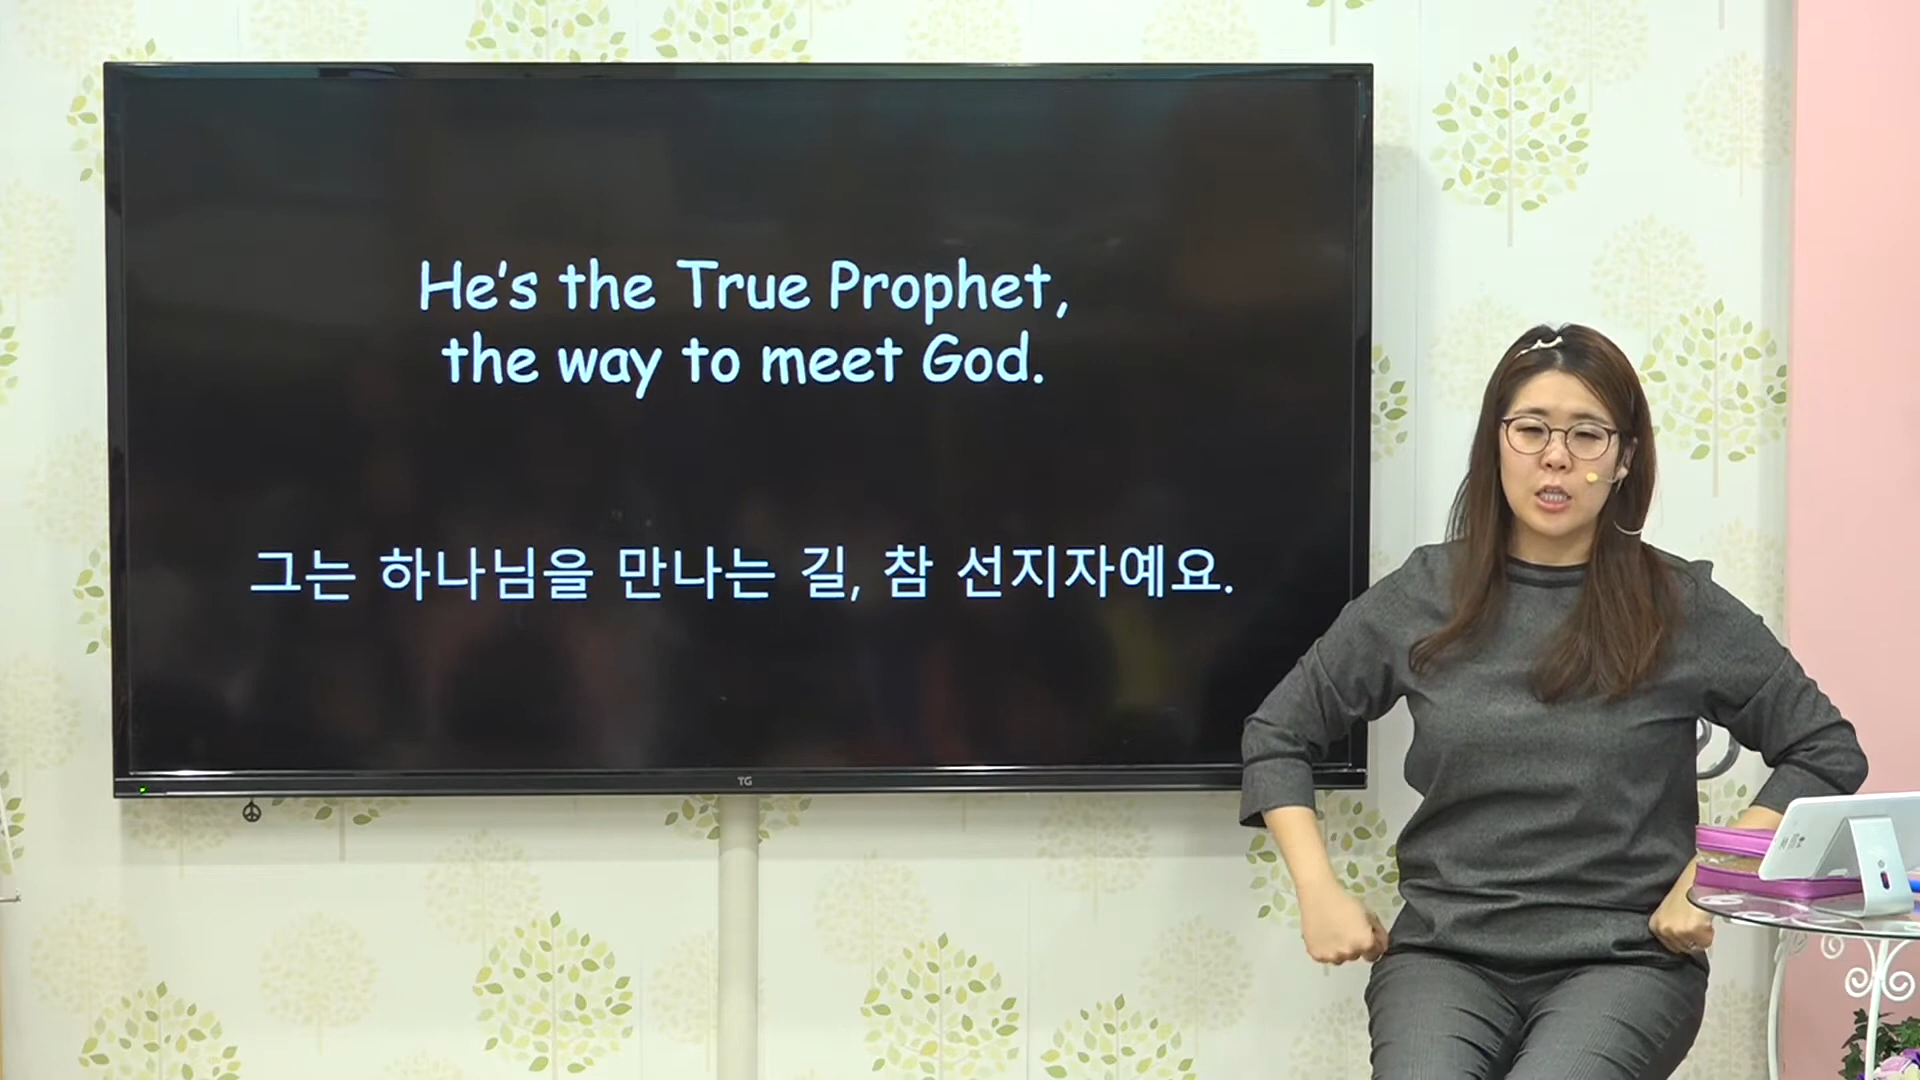 He's the True Prophet,
the way to meet God.
그는 하나님을 만나는 길, 참 선지자예요.
TG